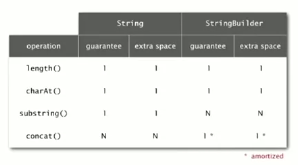 String StringBuilder
operation guarantee extra space guarantee extra space
length() 1 1 1 1
charAt() 1 1 1 1
substring() 1 1 N N
concat() N N 1 * 1 *
* amortized